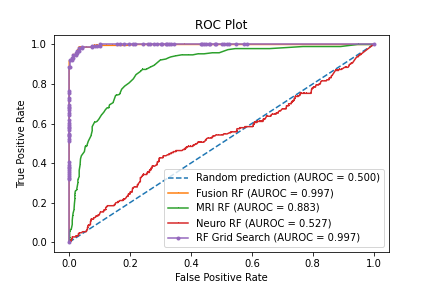 ROC Plot
True Positive Rate
1.0
0.8
0.6
0.4
0.2
0.0
Random prediction (AUROC = 0.500)
Fusion RF (AUROC = 0.997)
MRI RF (AUROC = 0.883)
Neuro RF (AUROC = 0.527)
RF Grid Search (AUROC = 0.997)
0.0 0.2 0.4 0.6 0.8 1.0
False Positive Rate